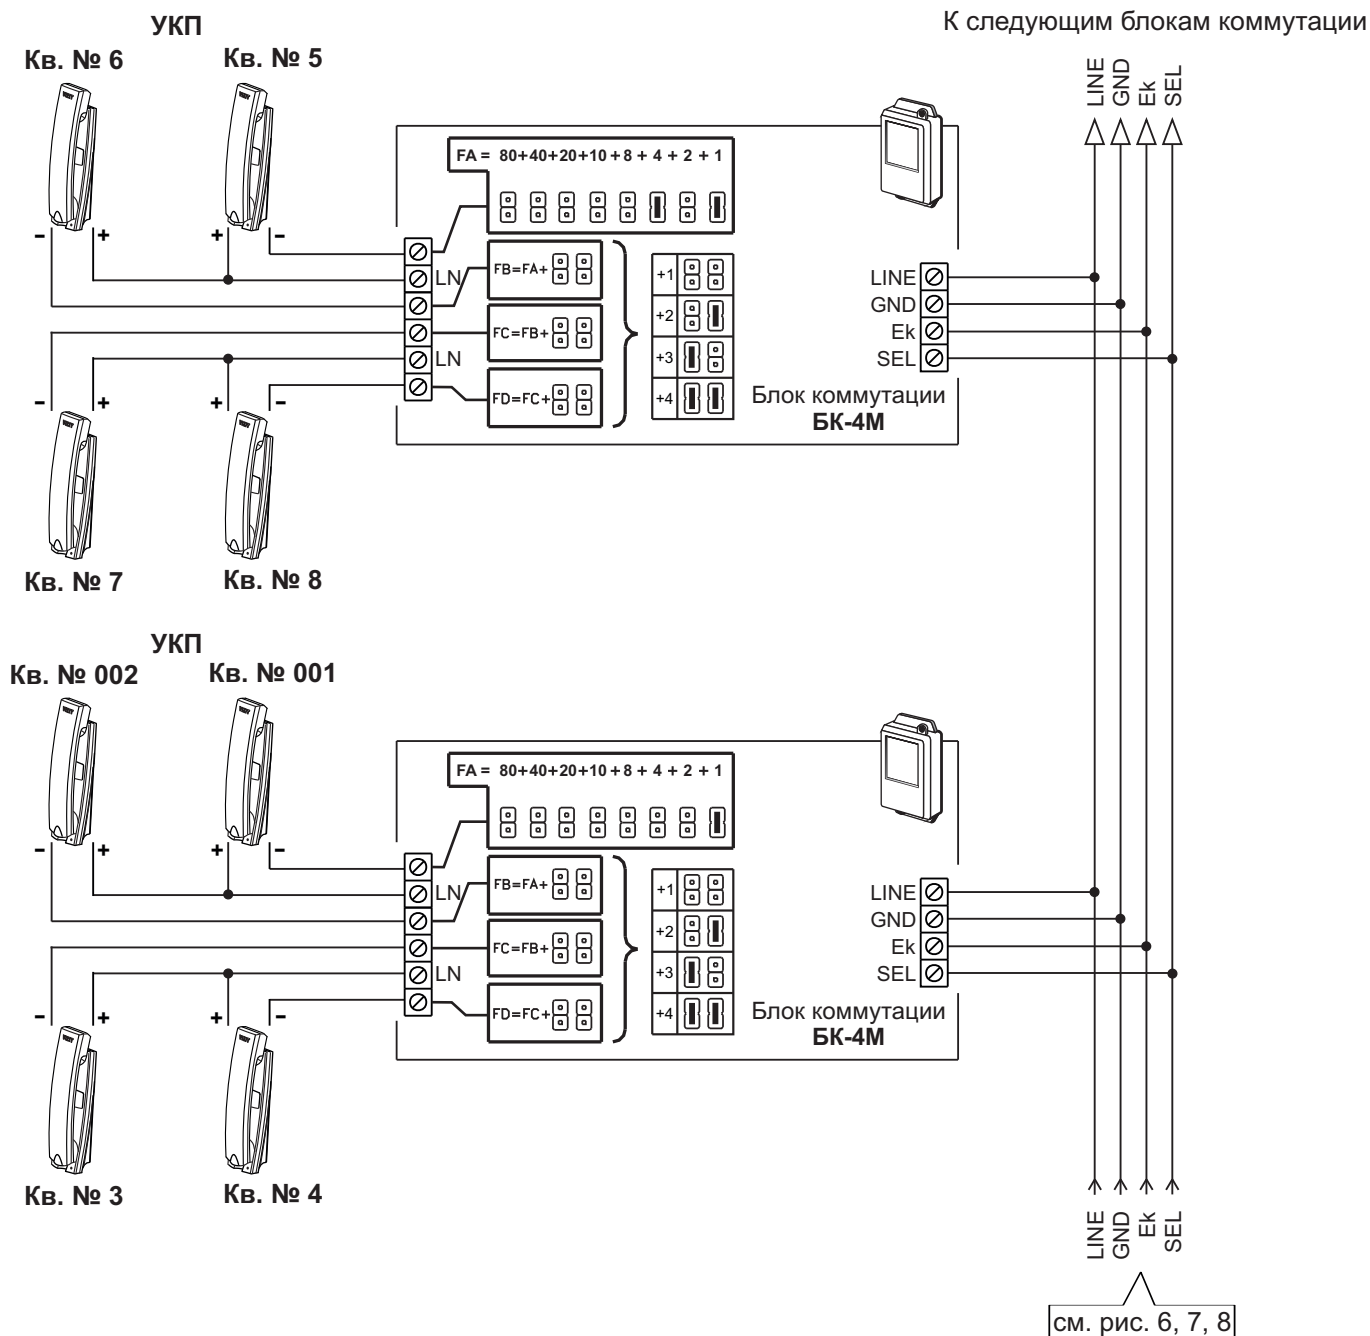 К следующим блокам коммутации
УКП
Кв. № 6
Кв. № 5
LINE
GND
Ek
SEL
FA = 80+40+20+10+8+4+2+1
LN
FB=FA+
FC=FB+
LN
FD=FC+
+1
+2
+3
+4
LINE
GND
Ek
SEL
Блок коммутации
БК-4М
- +
+ -
- +
+ -
Кв. № 7
Кв. № 8
УКП
Кв. № 002
Кв. № 001
FA = 80+40+20+10+8+4+2+1
LN
FB=FA+
FC=FB+
LN
FD=FC+
+1
+2
+3
+4
LINE
GND
Ek
SEL
Блок коммутации
БК-4М
- +
+ -
- +
+ -
Кв. № 3
Кв. № 4
LINE
GND
Ek
SEL
см. рис. 6, 7, 8